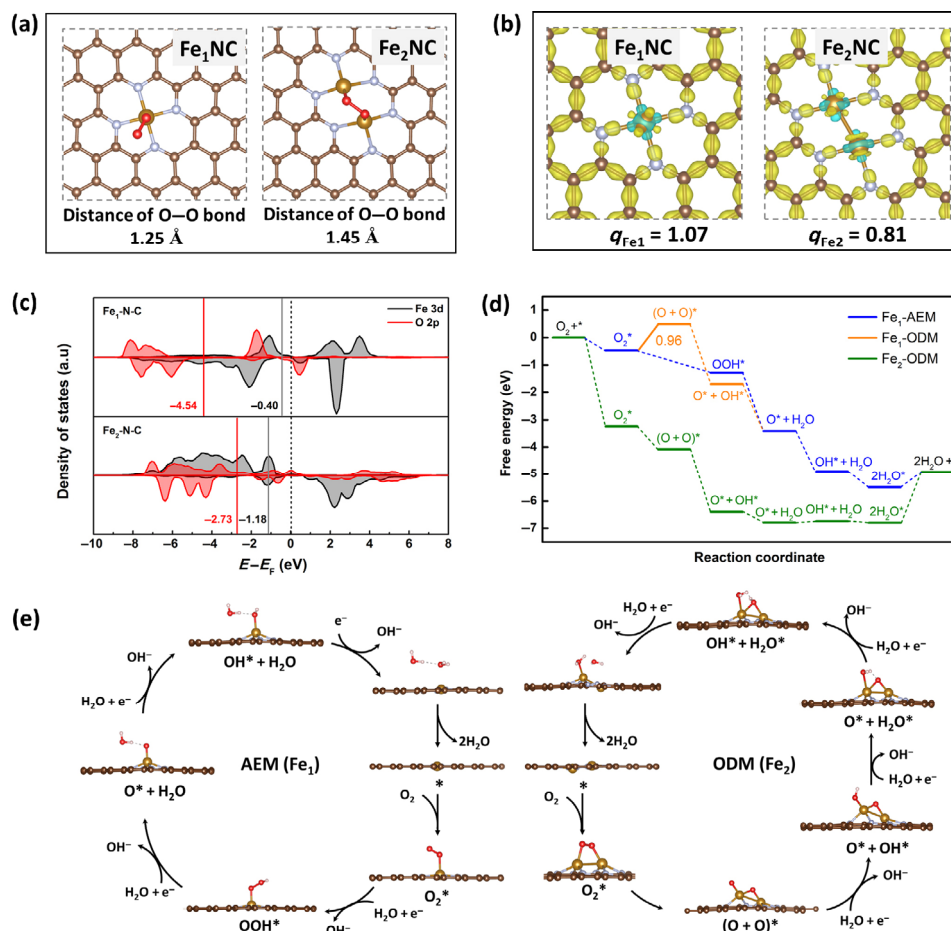 (a)
Fe₁NC
Fe₂NC
Distance of O—O bond
1.25 Å
Distance of O—O bond
1.45 Å
(b)
Fe₁NC
Fe₂NC
qFe1 = 1.07
qFe2 = 0.81
(c)
Density of states (a.u)
Fe₁-N-C
Fe 3d
O 2p
−4.54
−0.40
Fe₂-N-C
−2.73
−1.18
−10 −8 −6 −4 −2 0 2 4 6 8
E−EF (eV)
(d)
Free energy (eV)
1
0
−1
−2
−3
−4
−5
−6
−7
O₂+*
O₂*
(O + O)*
0.96
OOH*
O* + OH*
O* + H₂O
OH* + H₂O
2H₂O*
2H₂O +
O₂*
(O + O)*
O* + OH*
O* + H₂O
OH* + H₂O
2H₂O*
Fe₁-AEM
Fe₁-ODM
Fe₂-ODM
Reaction coordinate
(e)
AEM (Fe₁)
OH* + H₂O
e⁻
OH⁻
2H₂O
*
O₂
O₂*
H₂O + e⁻
OH⁻
OOH*
H₂O + e⁻
OH⁻
O* + H₂O
H₂O + e⁻
OH⁻
ODM (Fe₂)
2H₂O
*
O₂
O₂*
(O + O)*
H₂O + e⁻
OH⁻
O* + OH*
H₂O + e⁻
OH⁻
O* + H₂O*
H₂O + e⁻
OH⁻
OH* + H₂O*
H₂O + e⁻
OH⁻